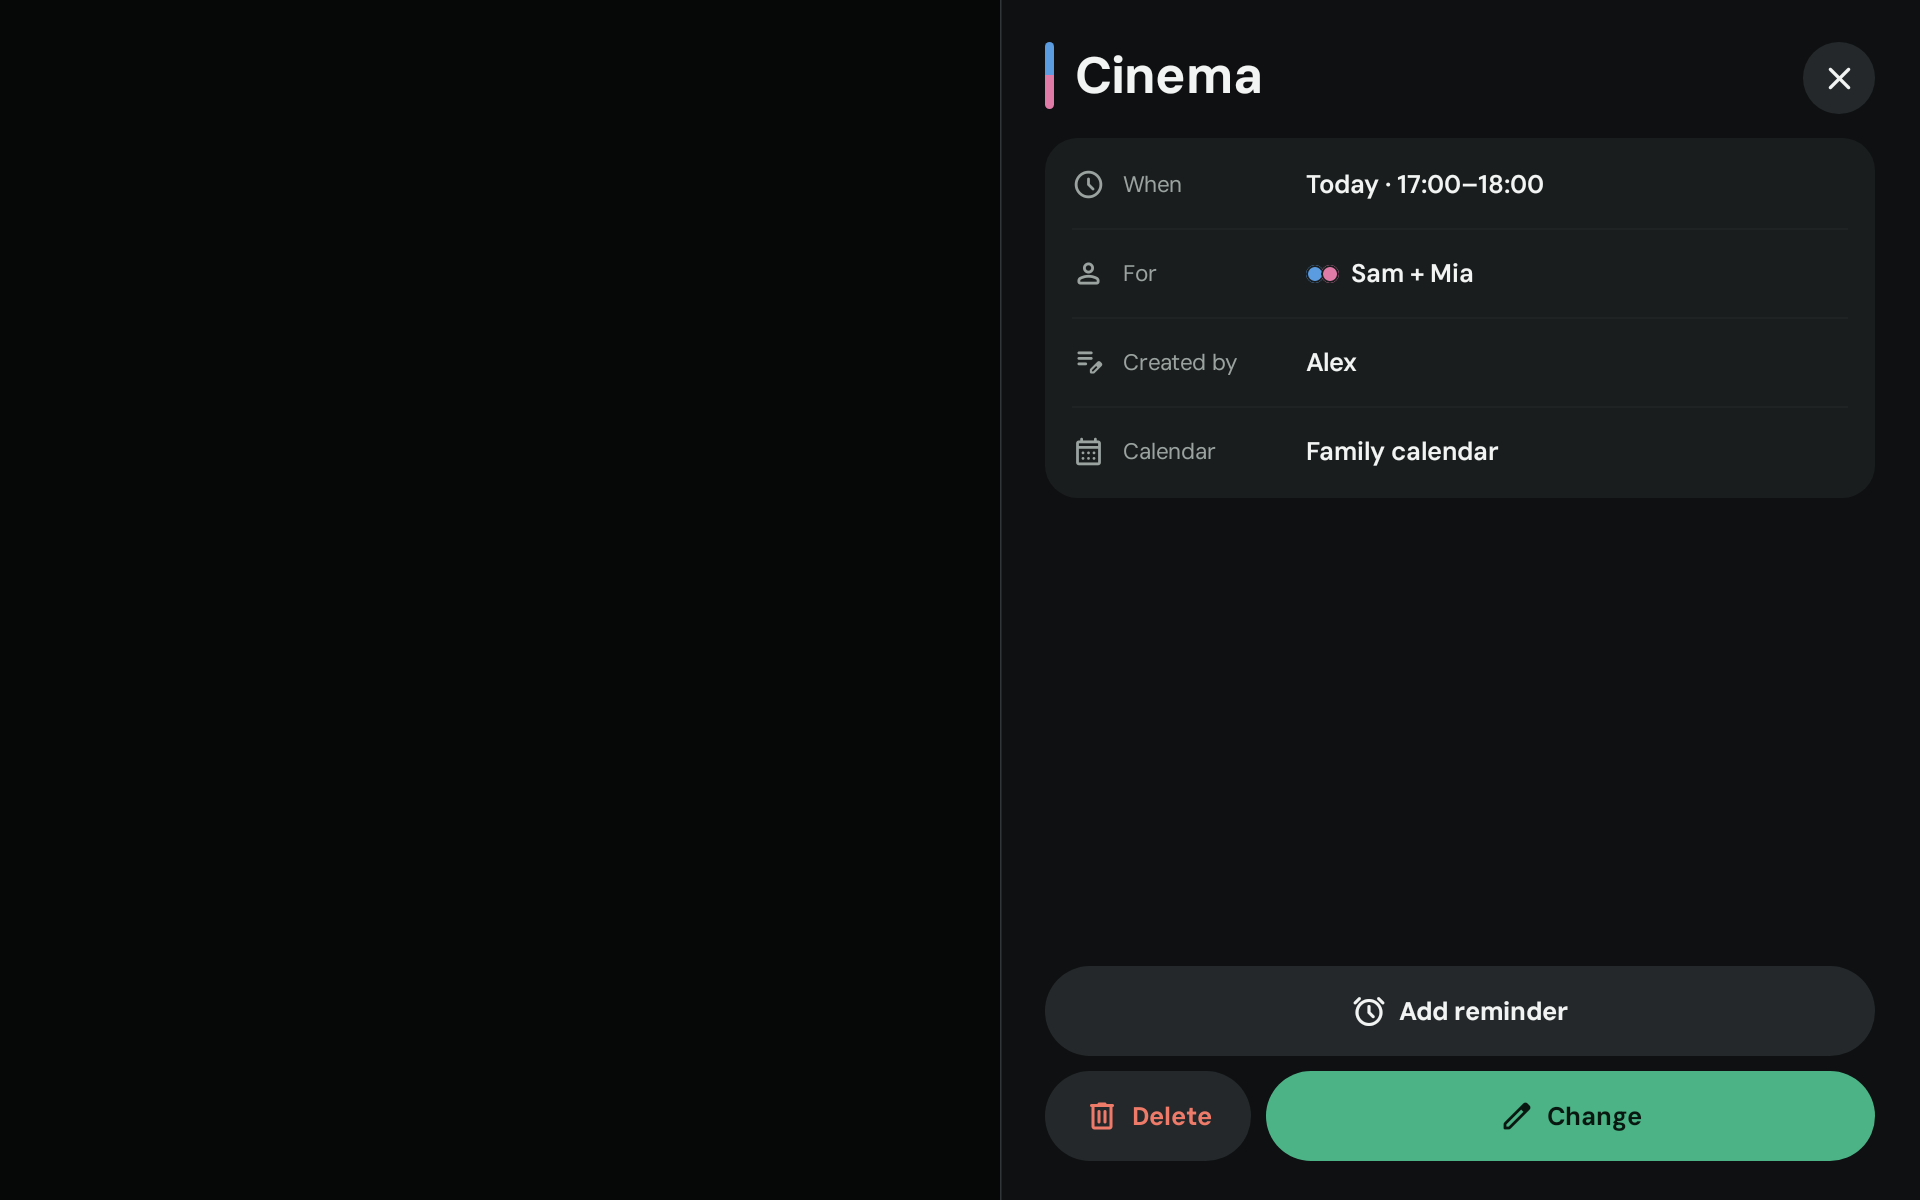 Cinema
When
Today · 17:00–18:00
For
Sam + Mia
Created by
Alex
Calendar
Family calendar
Add reminder
Delete
Change